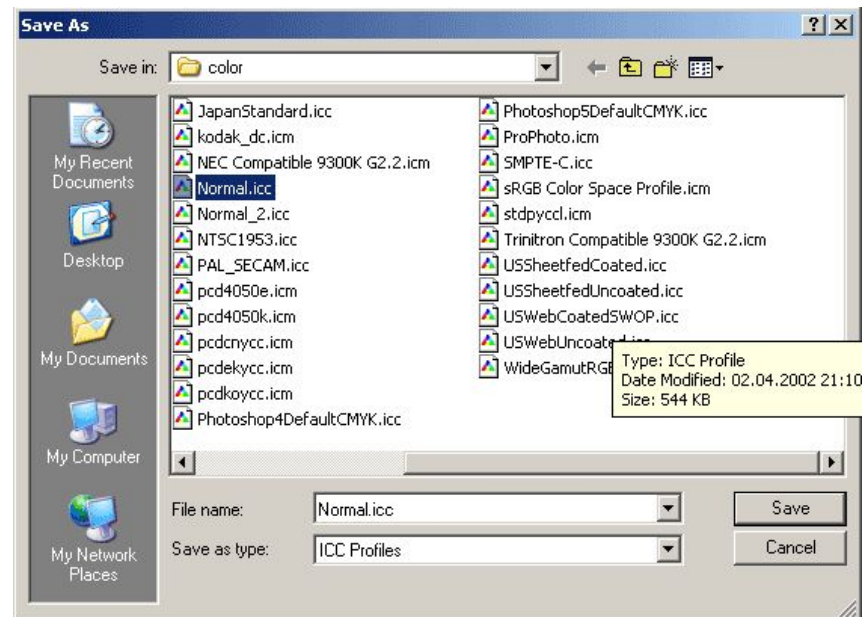 Save As
Save in:
color
My Recent
Documents
Desktop
My Documents
My Computer
My Network
Places
JapanStandard.icc
kodak_dc.icm
NEC Compatible 9300K G2.2.icm
Normal.icc
Normal_2.icc
NTSC1953.icc
PAL_SECAM.icc
pcd4050e.icm
pcd4050k.icm
pcdcnycc.icm
pcdekycc.icm
pcdkoycc.icm
Photoshop4DefaultCMYK.icc
Photoshop5DefaultCMYK.icc
ProPhoto.icm
SMPTE-C.icc
sRGB Color Space Profile.icm
stdpyccl.icm
Trinitron Compatible 9300K G2.2.icm
USSheetfedCoated.icc
USSheetfedUncoated.icc
USWebCoatedSWOP.icc
USWebUncoated.icc
WideGamutRGB
Type: ICC Profile
Date Modified: 02.04.2002 21:10
Size: 544 KB
File name:
Normal.icc
Save
Save as type:
ICC Profiles
Cancel